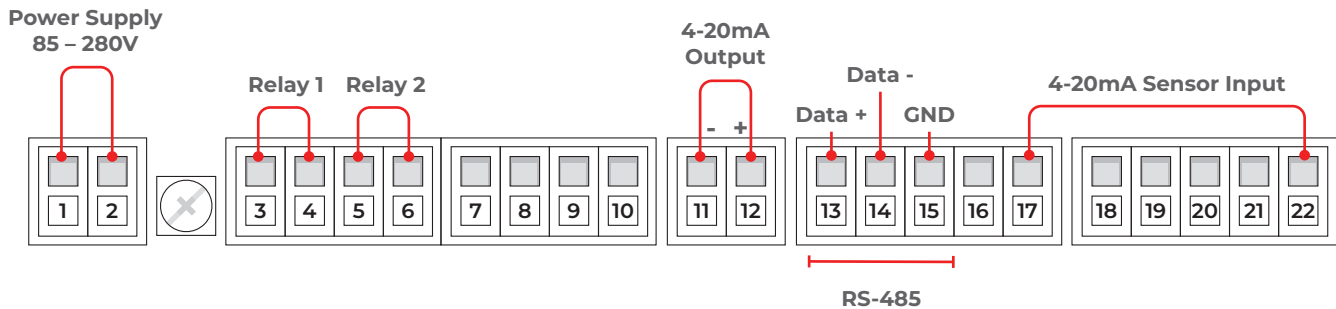 Power Supply
85 – 280V
Relay 1
Relay 2
4-20mA
Output
- +
Data -
Data +
GND
4-20mA Sensor Input
1 2 3 4 5 6 7 8 9 10 11 12 13 14 15 16 17 18 19 20 21 22
RS-485